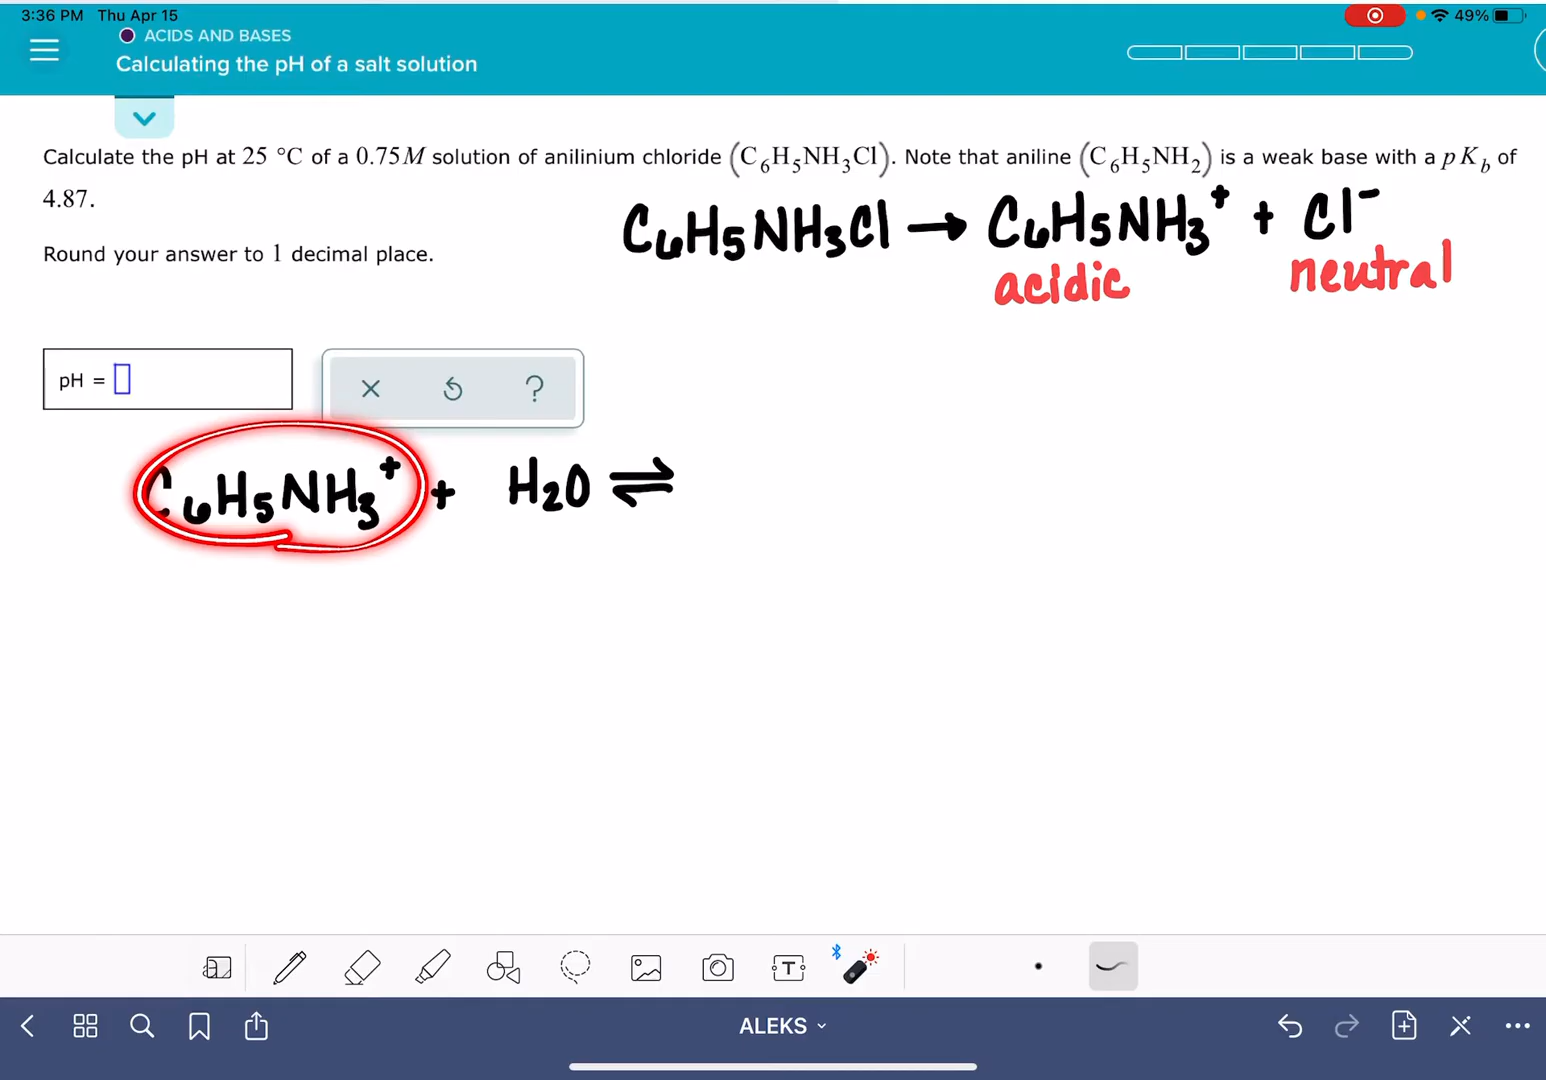 3:36 PM Thu Apr 15
49%
ACIDS AND BASES
Calculating the pH of a salt solution
Calculate the pH at 25 °C of a 0.75M solution of anilinium chloride (C₆H₅NH₃Cl). Note that aniline (C₆H₅NH₂) is a weak base with a pK_b of
4.87.
C₆H₅NH₃Cl → C₆H₅NH₃⁺ + Cl⁻
Round your answer to 1 decimal place.
acidic neutral
pH =
× ?
C₆H₅NH₃⁺ + H₂O ⇌
a T
ALEKS